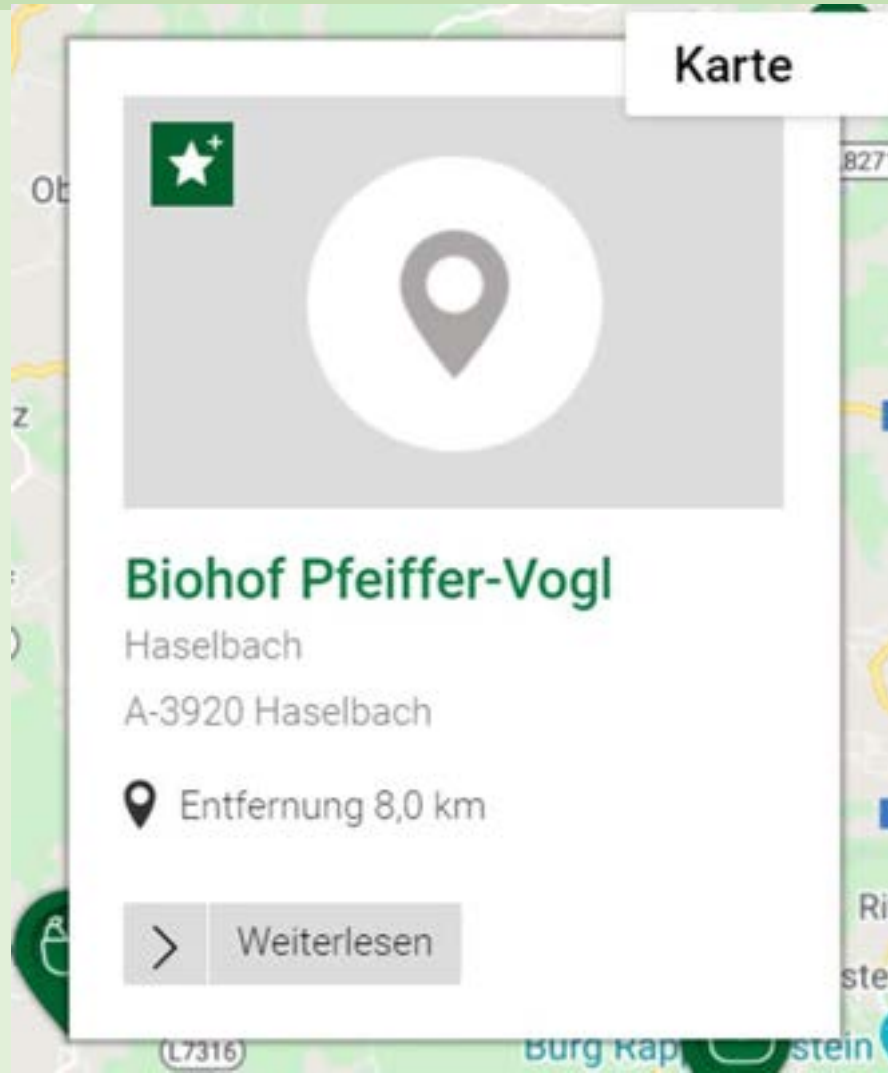 Karte
Biohof Pfeiffer-Vogl
Haselbach
A-3920 Haselbach
Entfernung 8,0 km
Weiterlesen
L7316